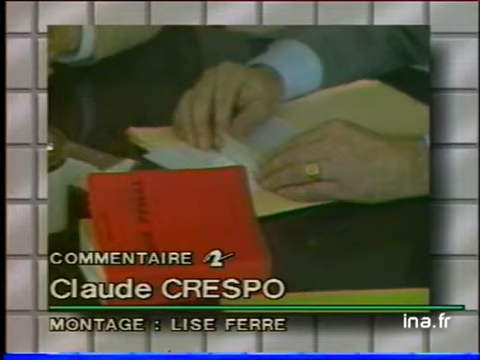 COMMENTAIRE 2
Claude CRESPO
MONTAGE : LISE FERRE
ina.fr